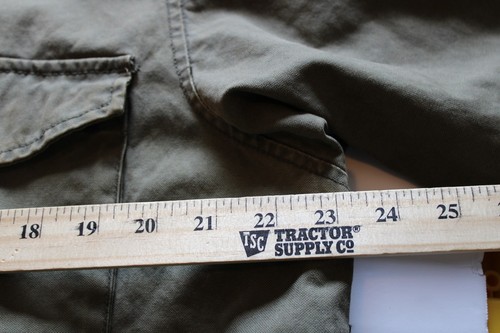 18 19 20 21 22 23 24 25
TSC TRACTOR®
SUPPLY CO